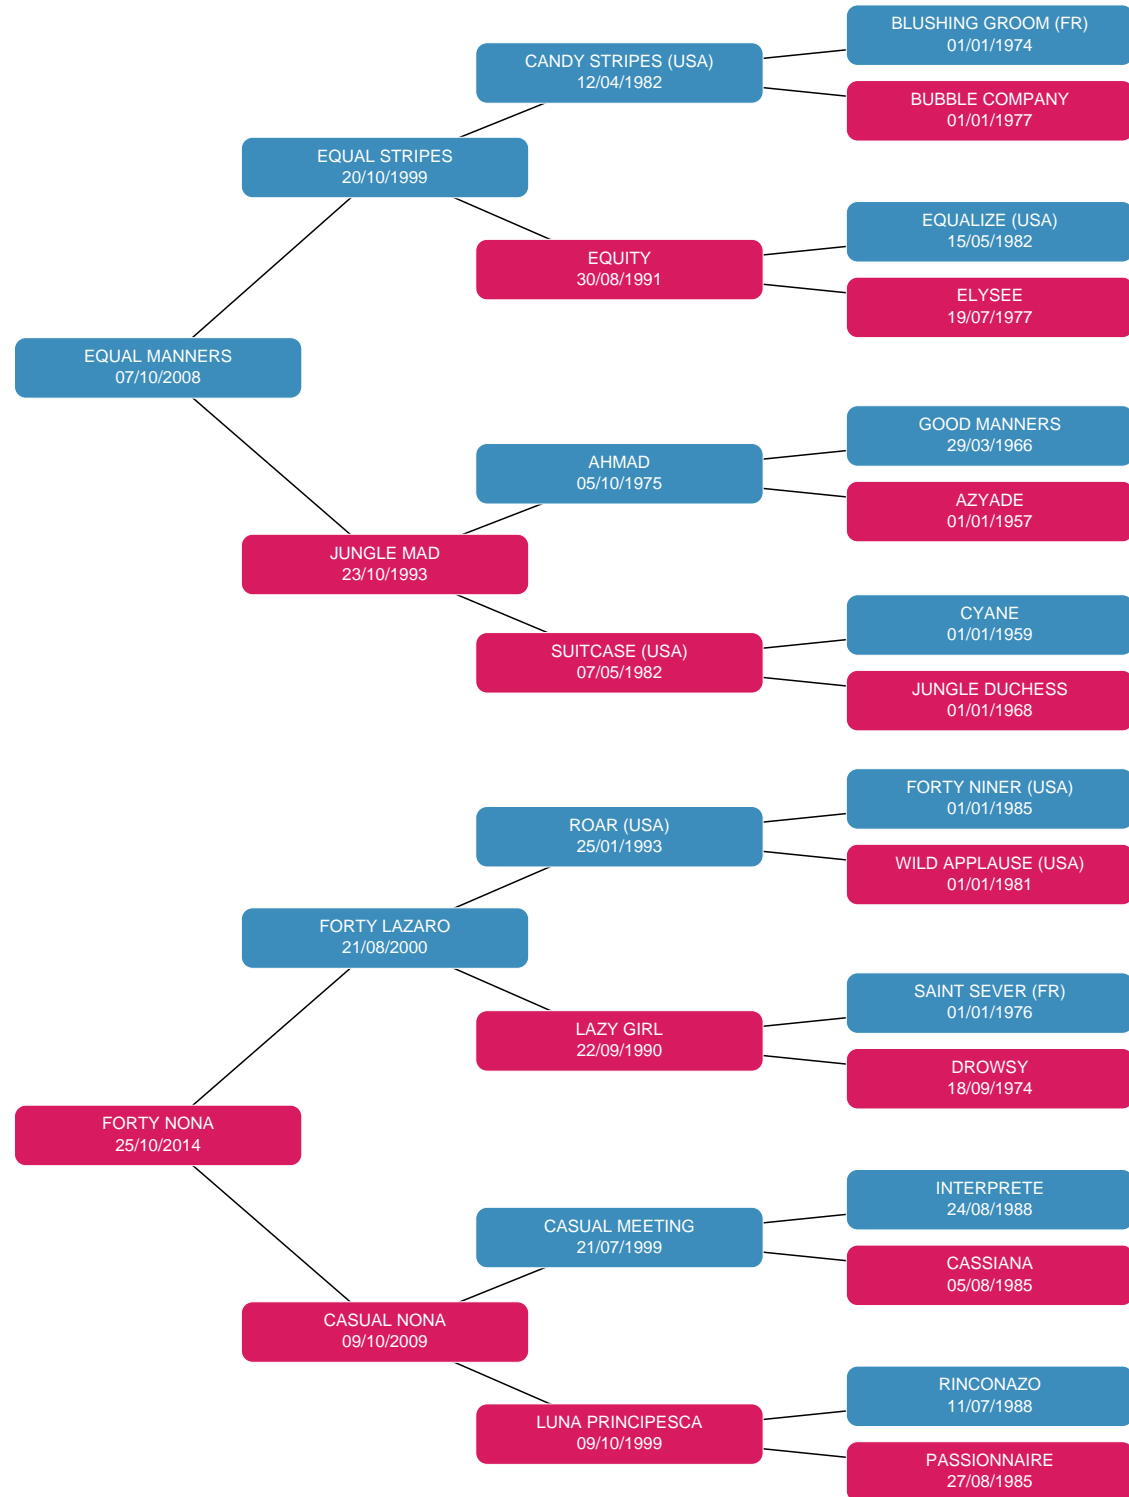 BLUSHING GROOM (FR)
01/01/1974
CANDY STRIPES (USA)
12/04/1982
BUBBLE COMPANY
01/01/1977
EQUAL STRIPES
20/10/1999
EQUALIZE (USA)
15/05/1982
EQUITY
30/08/1991
ELYSEE
19/07/1977
EQUAL MANNERS
07/10/2008
GOOD MANNERS
29/03/1966
AHMAD
05/10/1975
AZYADE
01/01/1957
JUNGLE MAD
23/10/1993
CYANE
01/01/1959
SUITCASE (USA)
07/05/1982
JUNGLE DUCHESS
01/01/1968
FORTY NINER (USA)
01/01/1985
ROAR (USA)
25/01/1993
WILD APPLAUSE (USA)
01/01/1981
FORTY LAZARO
21/08/2000
SAINT SEVER (FR)
01/01/1976
LAZY GIRL
22/09/1990
DROWSY
18/09/1974
FORTY NONA
25/10/2014
INTERPRETE
24/08/1988
CASUAL MEETING
21/07/1999
CASSIANA
05/08/1985
CASUAL NONA
09/10/2009
RINCONAZO
11/07/1988
LUNA PRINCIPESCA
09/10/1999
PASSIONNAIRE
27/08/1985